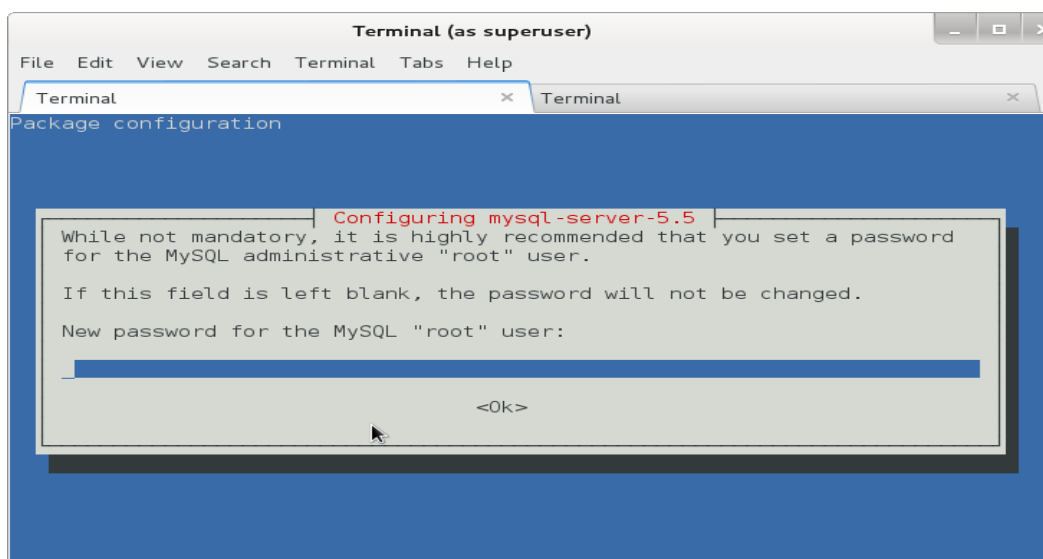 Terminal (as superuser)
File Edit View Search Terminal Tabs Help
Terminal
Terminal
Package configuration
Configuring mysql-server-5.5
While not mandatory, it is highly recommended that you set a password
for the MySQL administrative "root" user.
If this field is left blank, the password will not be changed.
New password for the MySQL "root" user:
<Ok>